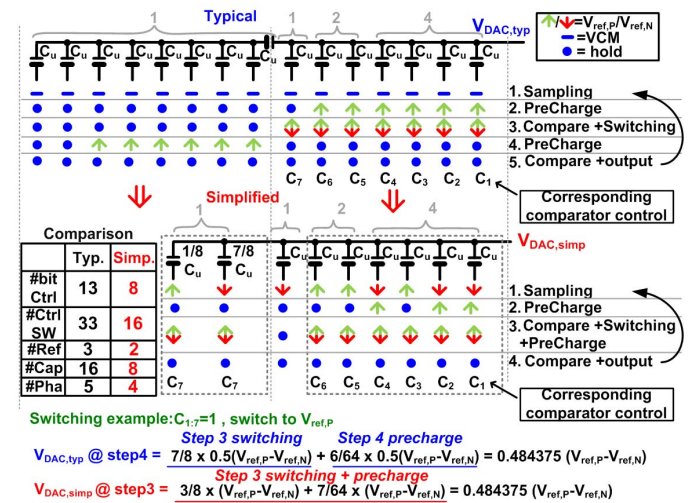 1 Typical 1 2 4 V_DAC,typ
/ =V_ref,P/V_ref,N
=VCM
= hold
C_u C_u C_u C_u C_u C_u C_u C_u C_u C_u C_u C_u C_u C_u C_u C_u
1. Sampling
2. PreCharge
3. Compare +Switching
4. PreCharge
5. Compare +output
C_7 C_6 C_5 C_4 C_3 C_2 C_1
Corresponding
comparator control
Simplified
1 1 2 4 V_DAC,simp
1/8 C_u 7/8 C_u C_u C_u C_u C_u C_u C_u C_u
1. Sampling
2. PreCharge
3. Compare +Switching
+PreCharge
4. Compare +output
C_7 C_7 C_6 C_5 C_4 C_3 C_2 C_1
Corresponding
comparator control
Comparison
Typ. Simp.
#bit Ctrl 13 8
#Ctrl SW 33 16
#Ref 3 2
#Cap 16 8
#Pha 5 4
Switching example:C_1:7=1 , switch to V_ref,P
Step 3 switching Step 4 precharge
V_DAC,typ @ step4 = 7/8 x 0.5(V_ref,P-V_ref,N) + 6/64 x 0.5(V_ref,P-V_ref,N) = 0.484375 (V_ref,P-V_ref,N)
Step 3 switching + precharge
V_DAC,simp @ step3 = 3/8 x (V_ref,P-V_ref,N) + 7/64 x (V_ref,P-V_ref,N) = 0.484375 (V_ref,P-V_ref,N)